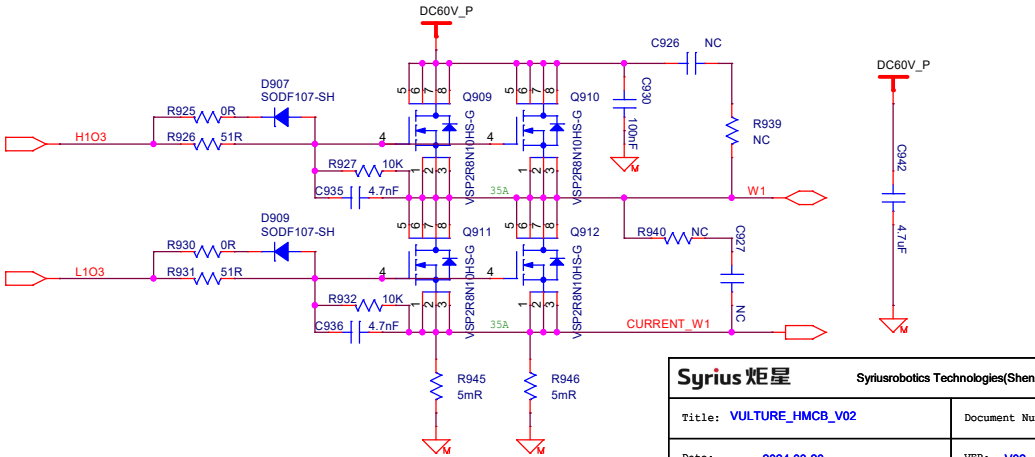 DC60V_P
C926 NC
DC60V_P
D907
SODF107-SH
R925 0R
5 6 7 8
Q909
5 6 7 8
Q910
C930
100nF
R939
NC
H1O3
R926 51R
4
4
VSP2R8N10HS-G
VSP2R8N10HS-G
C942
4.7uF
R927 10K
1 2 3
1 2 3
C935 4.7nF
35A
W1
D909
SODF107-SH
R930 0R
5 6 7 8
Q911
5 6 7 8
Q912
R940 NC
C927
NC
L1O3
R931 51R
4
4
VSP2R8N10HS-G
VSP2R8N10HS-G
R932 10K
1 2 3
1 2 3
C936 4.7nF
35A
CURRENT_W1
R945
5mR
R946
5mR
M
M
M
M
Syrius 炬星
Syriusrobotics Technologies(Shen
Title: VULTURE_HMCB_V02
Document Nu